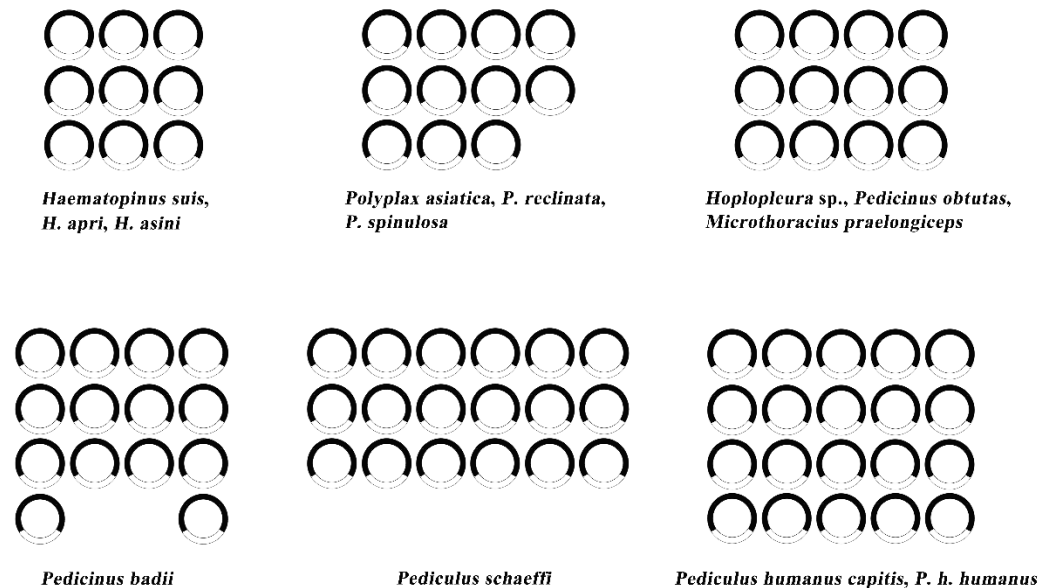 Haematopinus suis,
H. apri, H. asini
Polyplax asiatica, P. reclinata,
P. spinulosa
Hoplopleura sp., Pedicinus obtutas,
Microthoracius praelongiceps
Pedicinus badii
Pediculus schaeffi
Pediculus humanus capitis, P. h. humanus